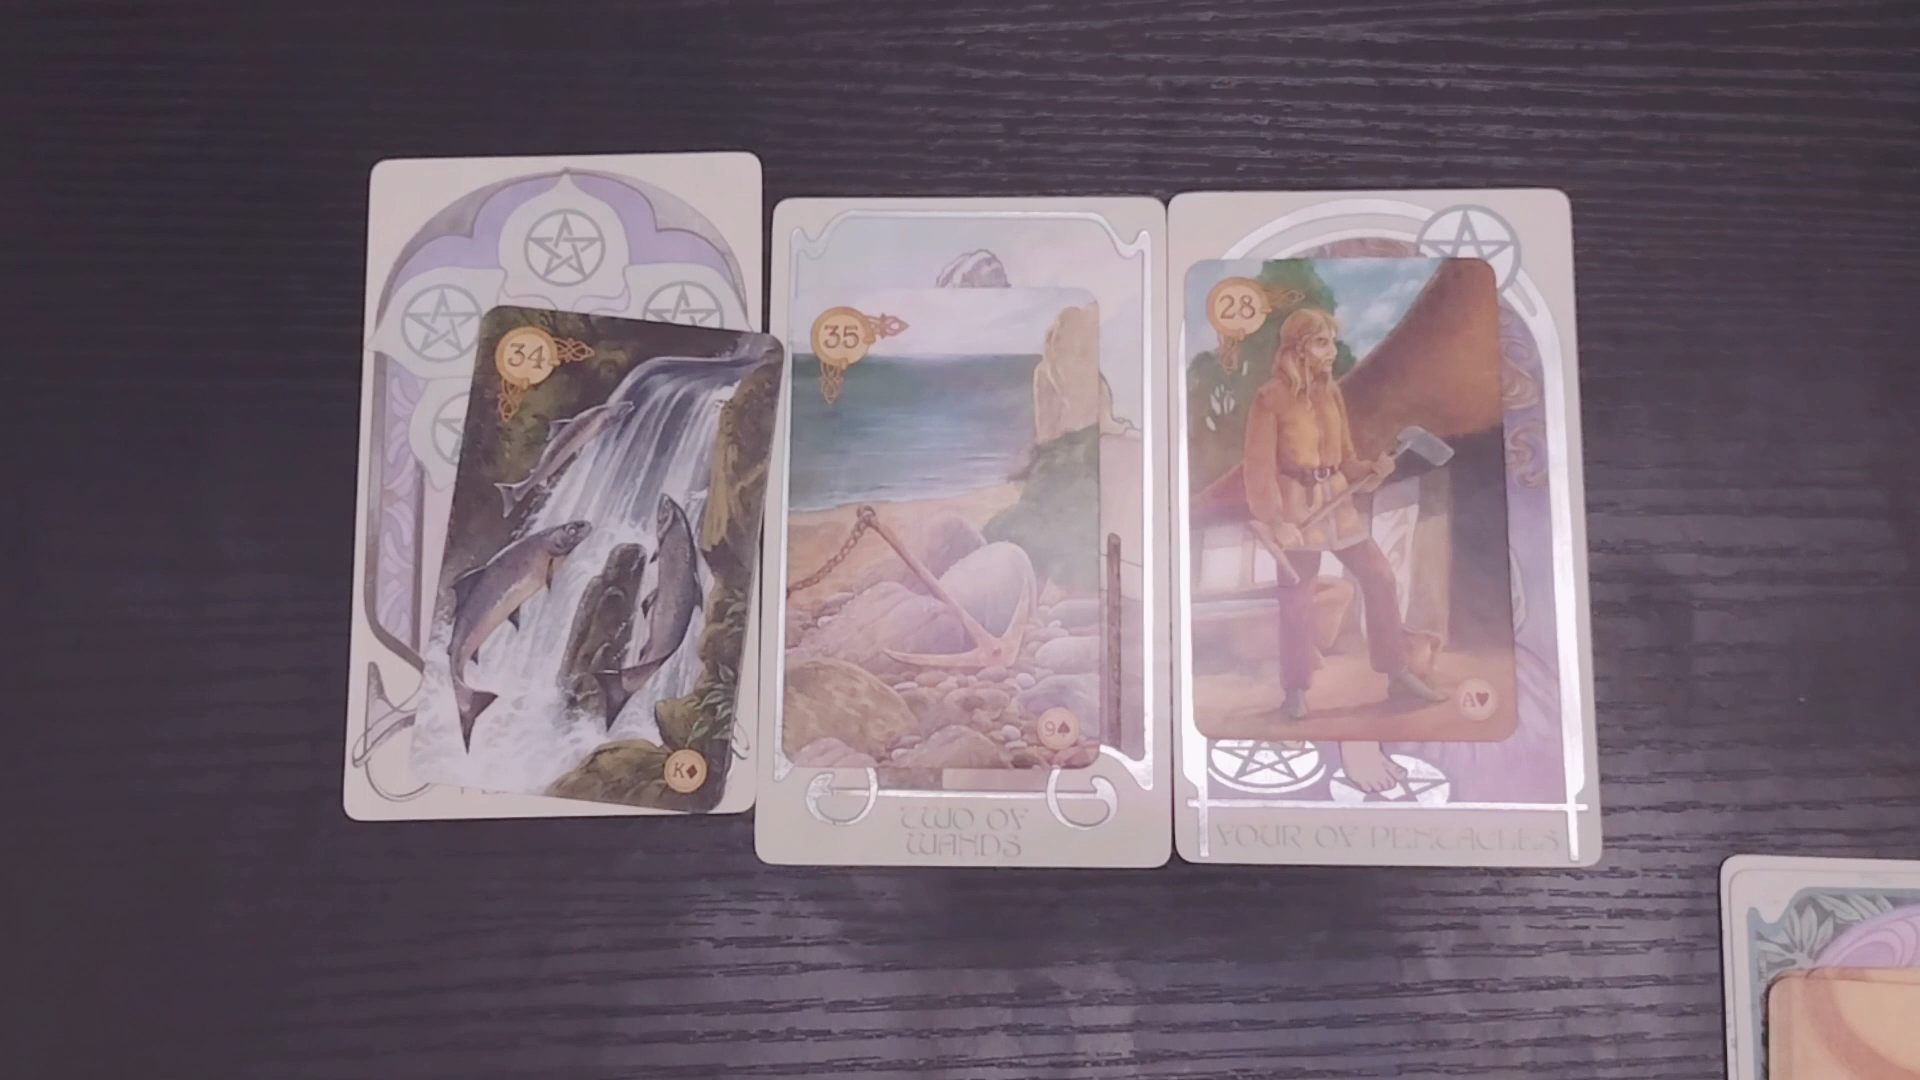 34
K♦
35
9♠
TWO OF
WANDS
28
A♥
FOUR OF PENTACLES